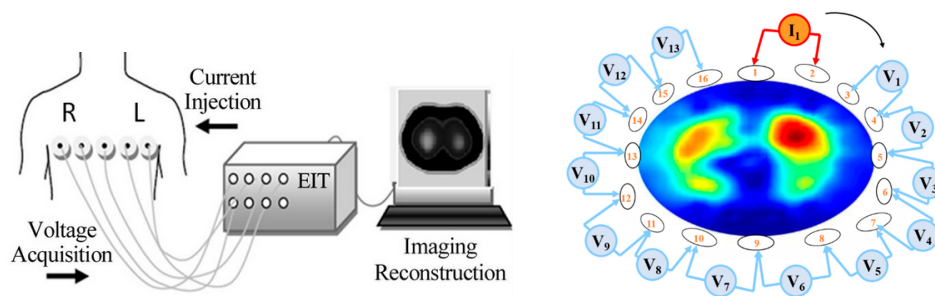 R
L
Current
Injection
EIT
Voltage
Acquisition
Imaging
Reconstruction
I₁
V₁₃
V₁₂
V₁₁
V₁₀
V₉
V₈
V₇
V₆
V₅
V₄
V₃
V₂
V₁
1
2
3
4
5
6
7
8
9
10
11
12
13
14
15
16